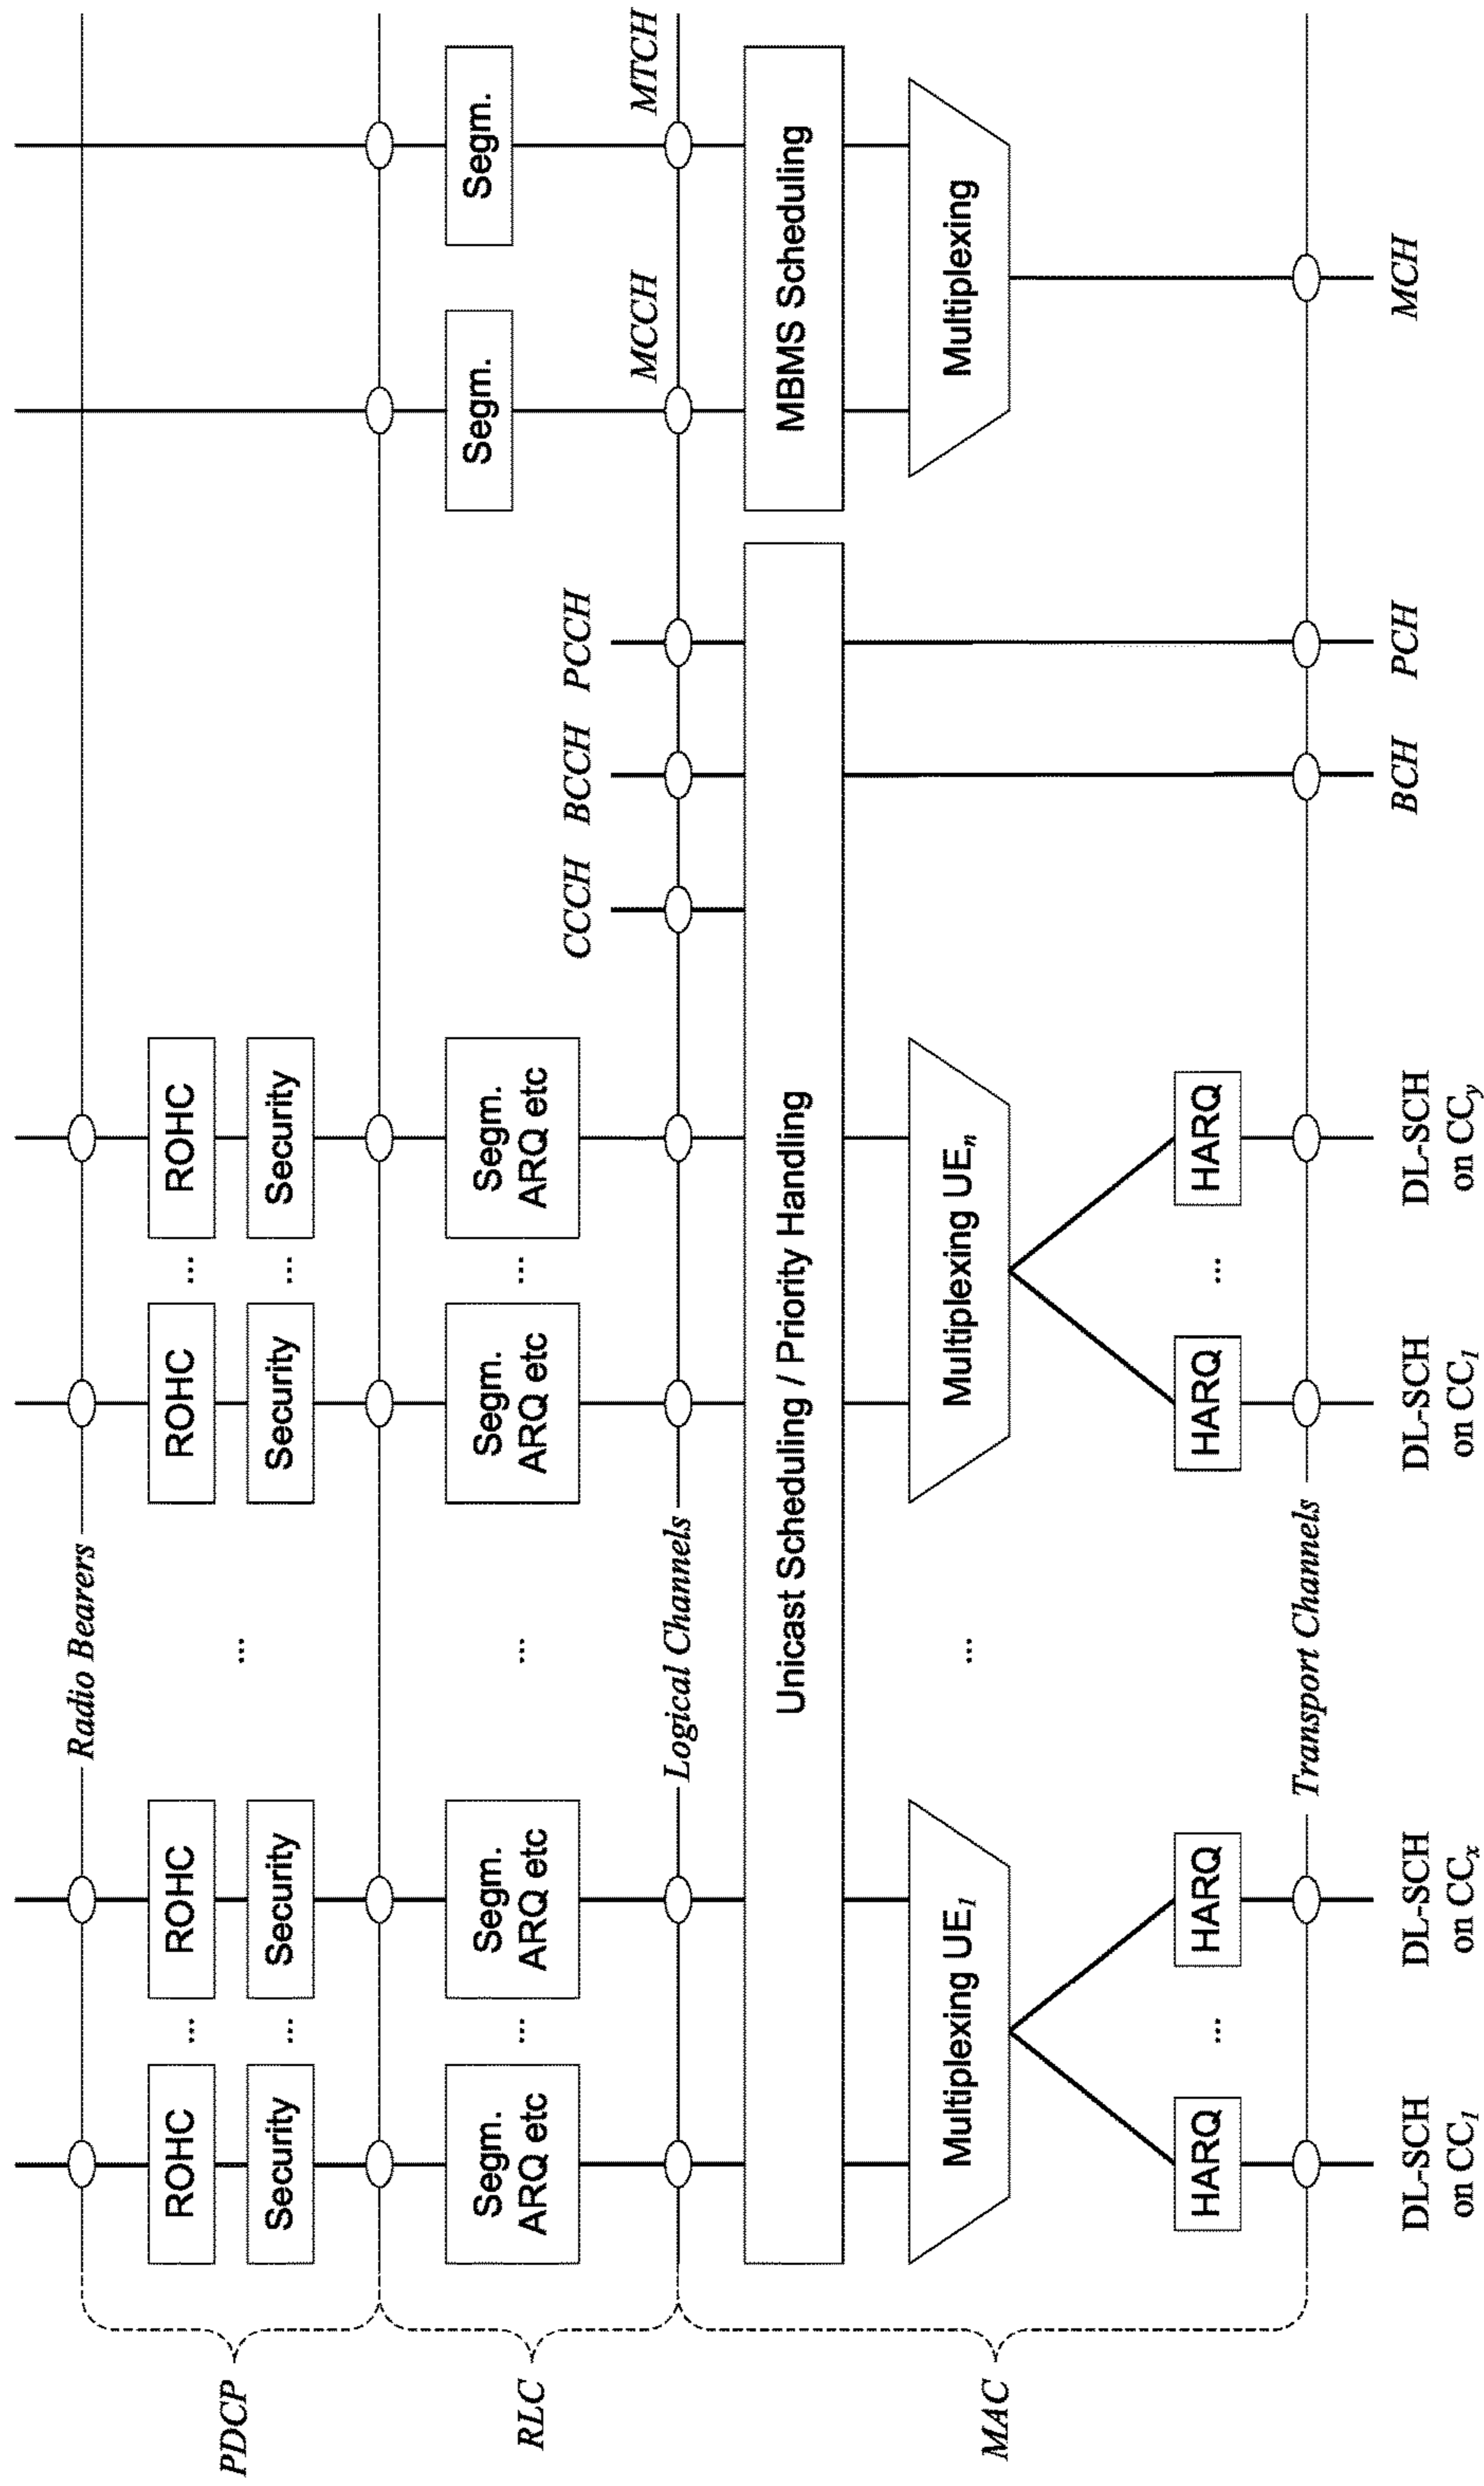 Radio Bearers
PDCP
ROHC ... ROHC ROHC ... ROHC
...
Security ... Security Security ... Security
RLC
Segm. Segm. Segm. Segm. Segm. Segm.
ARQ etc ... ARQ etc ... ARQ etc ... ARQ etc
CCCH BCCH PCCH
MCCH MTCH
Logical Channels
Unicast Scheduling / Priority Handling MBMS Scheduling
MAC
Multiplexing UE1 ... Multiplexing UEn Multiplexing
HARQ ... HARQ HARQ ... HARQ
Transport Channels
DL-SCH DL-SCH DL-SCH DL-SCH BCH PCH MCH
on CC1 on CCx on CC1 on CCy